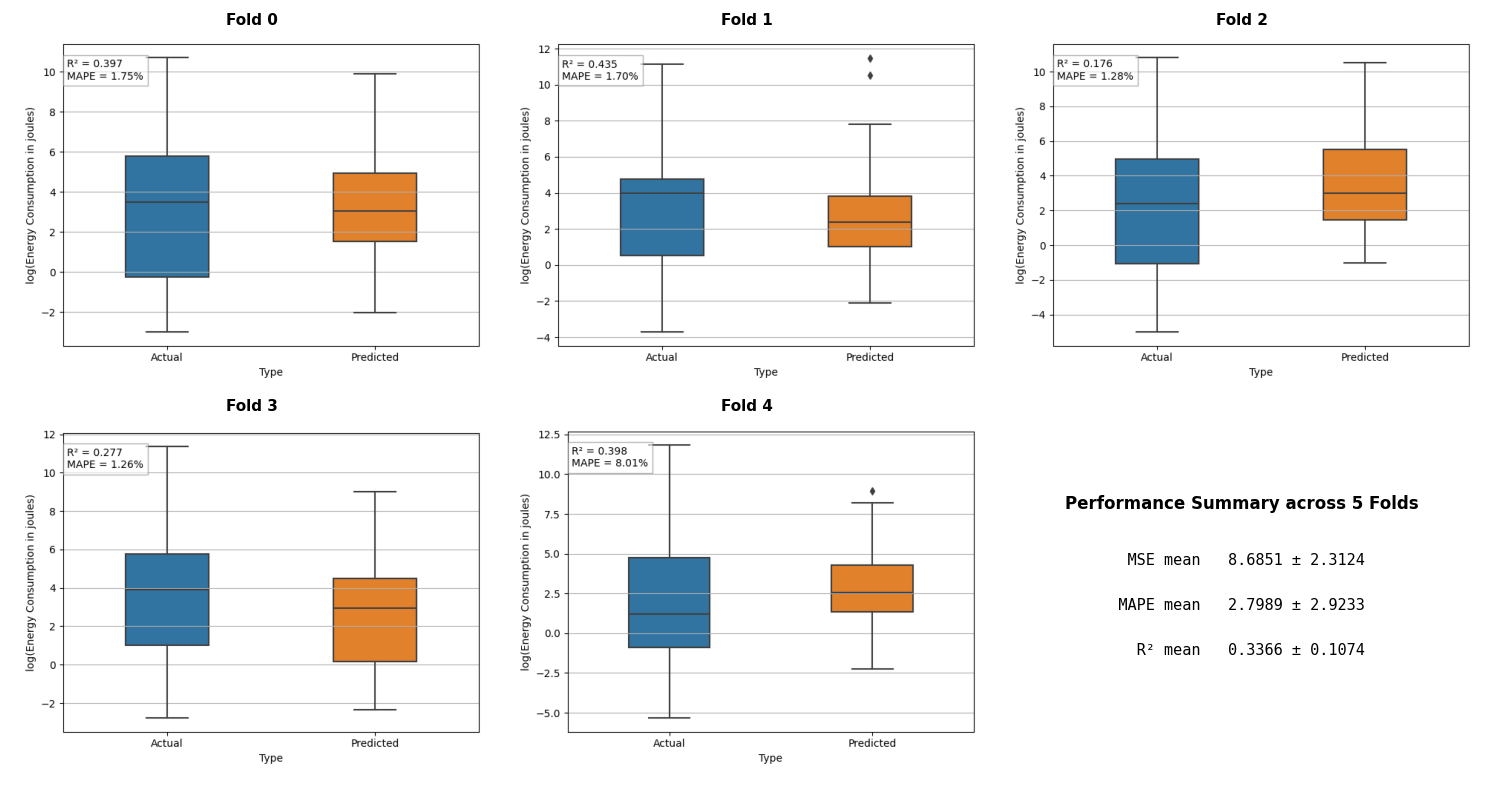 Fold 0
R² = 0.397
MAPE = 1.75%
10
8
6
4
2
0
−2
log(Energy Consumption in joules)
Actual
Predicted
Type
Fold 1
R² = 0.435
MAPE = 1.70%
12
10
8
6
4
2
0
−2
−4
log(Energy Consumption in joules)
Actual
Predicted
Type
Fold 2
R² = 0.176
MAPE = 1.28%
10
8
6
4
2
0
−2
−4
log(Energy Consumption in joules)
Actual
Predicted
Type
Fold 3
R² = 0.277
MAPE = 1.26%
12
10
8
6
4
2
0
−2
log(Energy Consumption in joules)
Actual
Predicted
Type
Fold 4
R² = 0.398
MAPE = 8.01%
12.5
10.0
7.5
5.0
2.5
0.0
−2.5
−5.0
log(Energy Consumption in joules)
Actual
Predicted
Type
Performance Summary across 5 Folds
MSE mean 8.6851 ± 2.3124
MAPE mean 2.7989 ± 2.9233
R² mean 0.3366 ± 0.1074